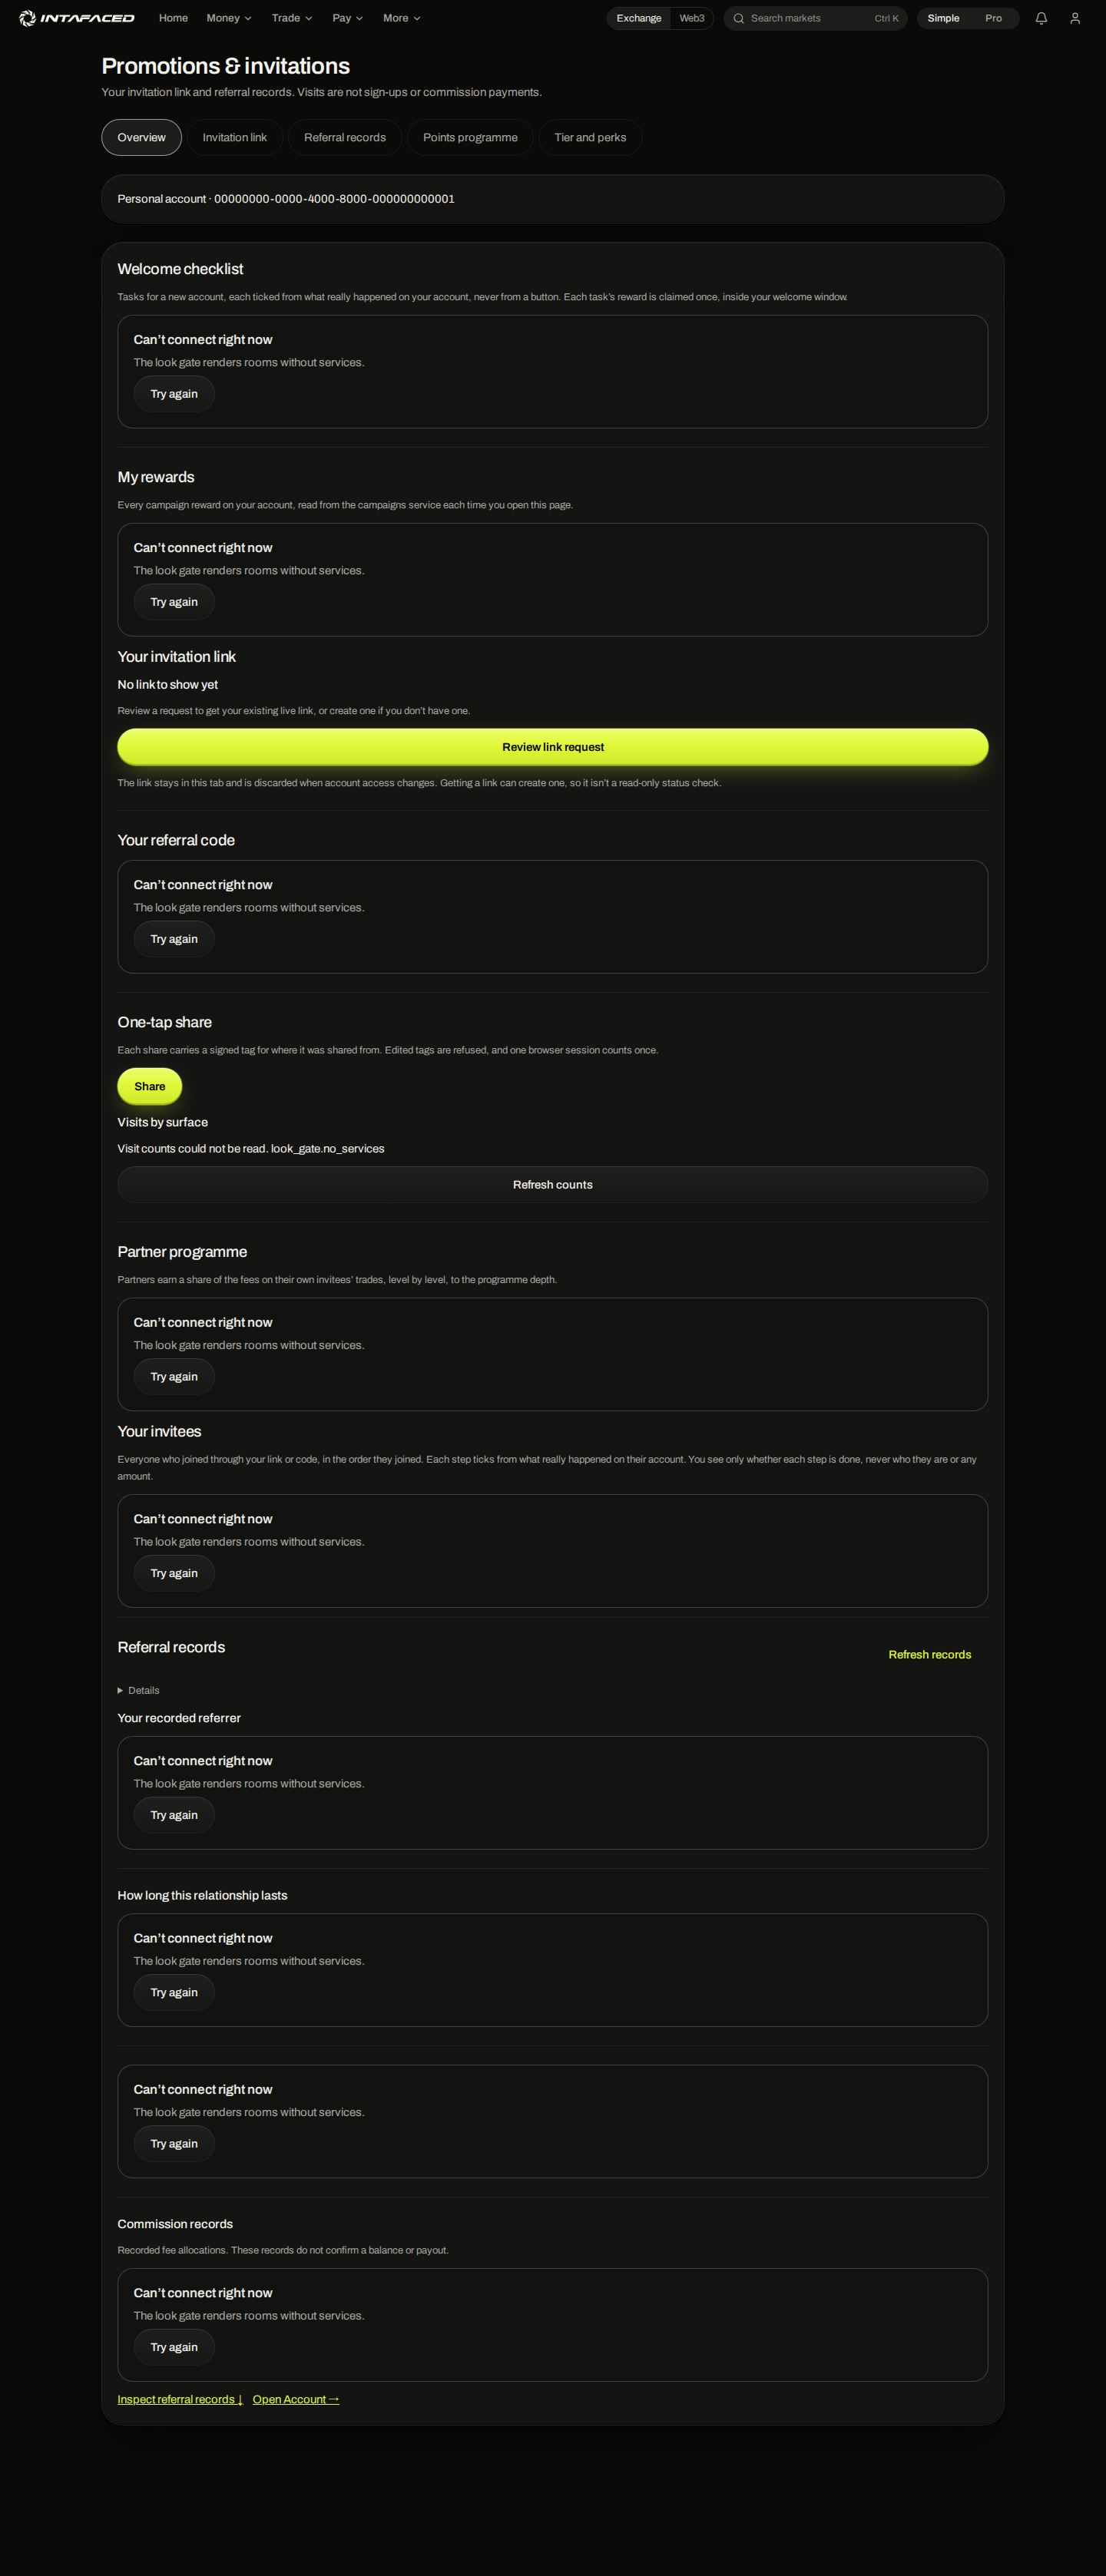 INTAFACED
Home
Money
Trade
Pay
More
Exchange
Web3
Search markets
Ctrl K
Simple
Pro
Promotions & invitations
Your invitation link and referral records. Visits are not sign-ups or commission payments.
Overview
Invitation link
Referral records
Points programme
Tier and perks
Personal account · 00000000-0000-4000-8000-000000000001
Welcome checklist
Tasks for a new account, each ticked from what really happened on your account, never from a button. Each task’s reward is claimed once, inside your welcome window.
Can’t connect right now
The look gate renders rooms without services.
Try again
My rewards
Every campaign reward on your account, read from the campaigns service each time you open this page.
Can’t connect right now
The look gate renders rooms without services.
Try again
Your invitation link
No link to show yet
Review a request to get your existing live link, or create one if you don’t have one.
Review link request
The link stays in this tab and is discarded when account access changes. Getting a link can create one, so it isn’t a read-only status check.
Your referral code
Can’t connect right now
The look gate renders rooms without services.
Try again
One-tap share
Each share carries a signed tag for where it was shared from. Edited tags are refused, and one browser session counts once.
Share
Visits by surface
Visit counts could not be read. look_gate.no_services
Refresh counts
Partner programme
Partners earn a share of the fees on their own invitees’ trades, level by level, to the programme depth.
Can’t connect right now
The look gate renders rooms without services.
Try again
Your invitees
Everyone who joined through your link or code, in the order they joined. Each step ticks from what really happened on their account. You see only whether each step is done, never who they are or any
amount.
Can’t connect right now
The look gate renders rooms without services.
Try again
Referral records
Refresh records
▶ Details
Your recorded referrer
Can’t connect right now
The look gate renders rooms without services.
Try again
How long this relationship lasts
Can’t connect right now
The look gate renders rooms without services.
Try again
Can’t connect right now
The look gate renders rooms without services.
Try again
Commission records
Recorded fee allocations. These records do not confirm a balance or payout.
Can’t connect right now
The look gate renders rooms without services.
Try again
Inspect referral records ↓
Open Account →